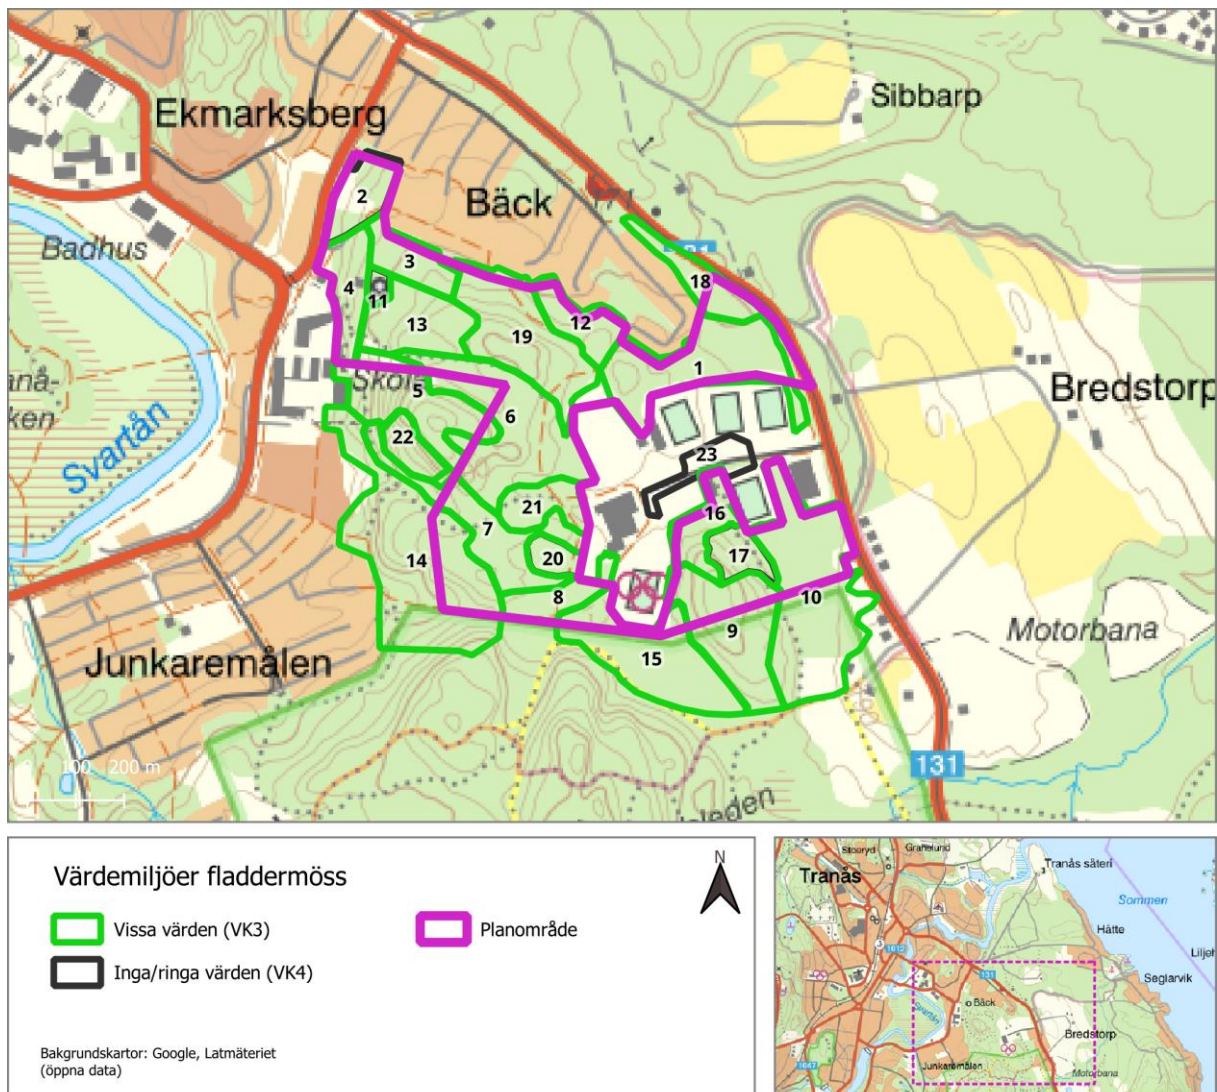 Ekmarksberg
Sibbarp
2
Bäck
Badhus
3
18
4
11
12
13
19
1
Bredstorp
Skol
5
6
Svartån
22
23
21
16
7
17
14
20
10
8
9
Motorbana
15
Junkaremålen
100 200 m
131
Värdemiljöer fladdermöss
Vissa värden (VK3)
Planområde
Inga/ringa värden (VK4)
N
Bakgrundskartor: Google, Latmäteriet
(öppna data)
Tranås
Tranås säteri
Sommen
Håtte
131
Seglarvik
Bäck
Svartån
Bredstorp
Junkaremålen
Motorbana